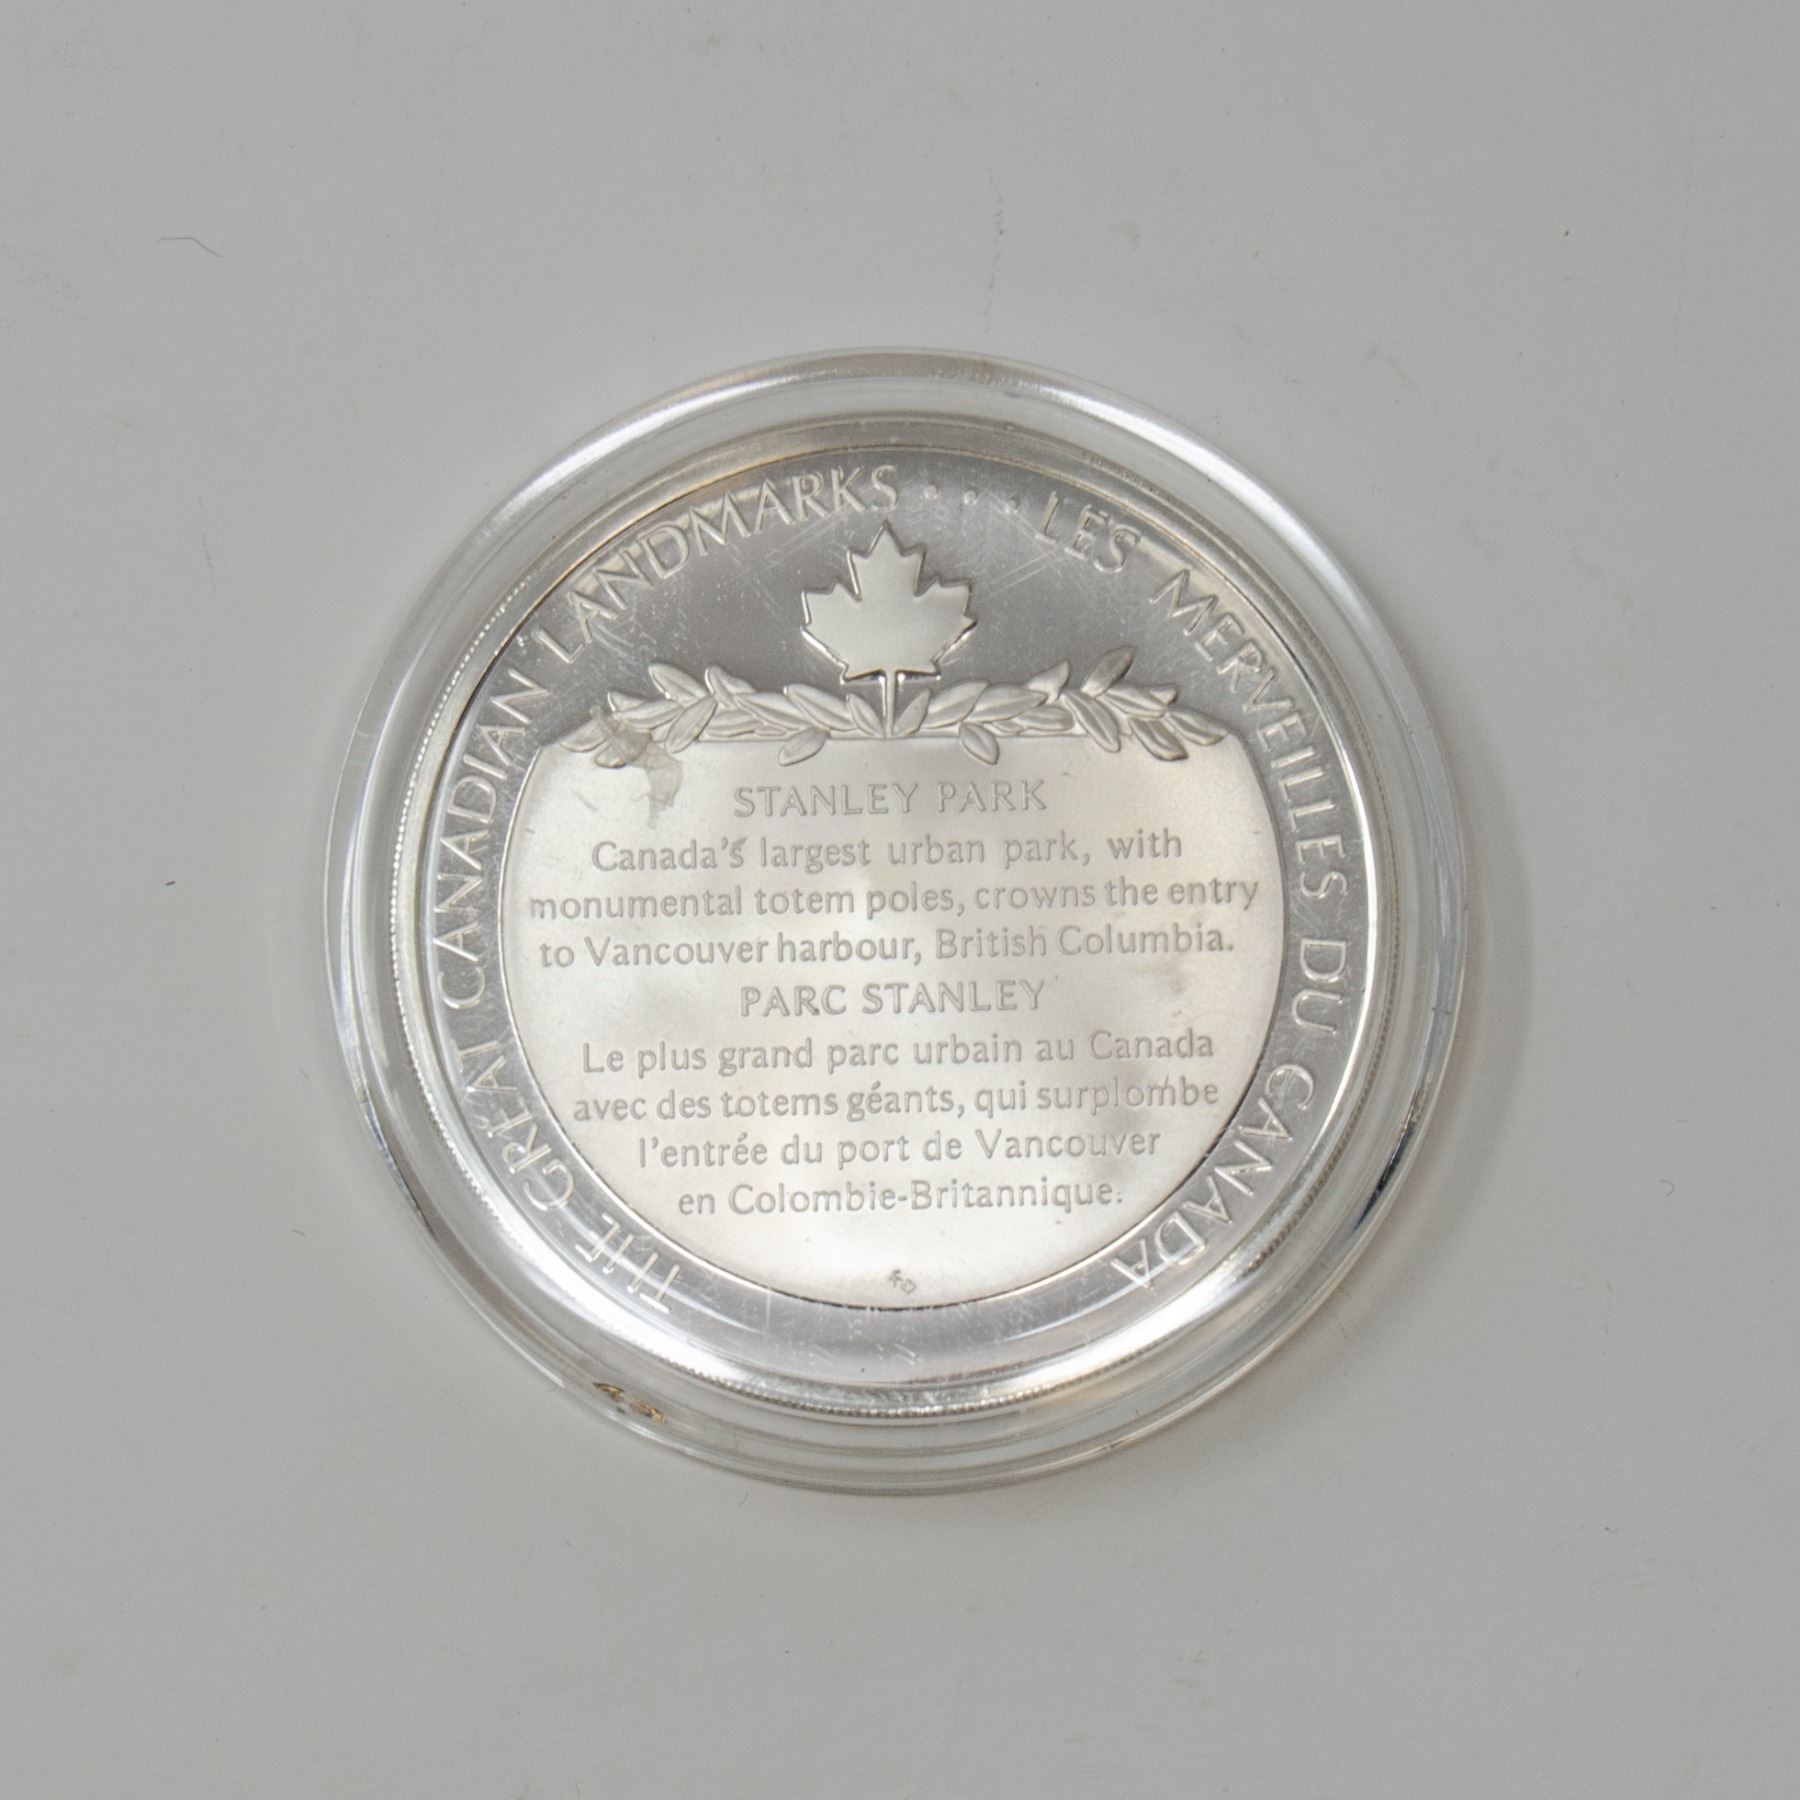 THE GREAT CANADIAN LANDMARKS · · · LES MERVEILLES DU CANADA
STANLEY PARK
Canada's largest urban park, with
monumental totem poles, crowns the entry
to Vancouver harbour, British Columbia.
PARC STANLEY
Le plus grand parc urbain au Canada
avec des totems géants, qui surplombe
l'entrée du port de Vancouver
en Colombie-Britannique.